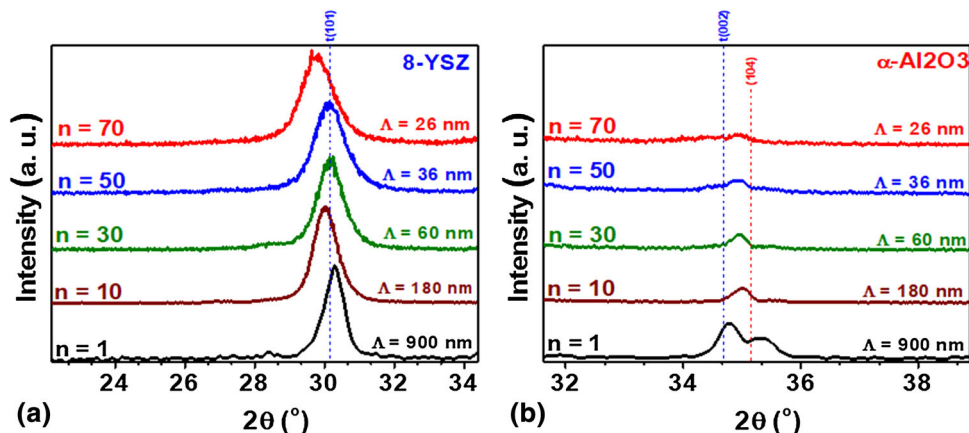 t(101)
8-YSZ
n = 70
Λ = 26 nm
n = 50
Λ = 36 nm
n = 30
Λ = 60 nm
n = 10
Λ = 180 nm
n = 1
Λ = 900 nm
Intensity (a. u.)
24 26 28 30 32 34
(a)
2θ (°)
t(002)
(104)
α-Al2O3
n = 70
Λ = 26 nm
n = 50
Λ = 36 nm
n = 30
Λ = 60 nm
n = 10
Λ = 180 nm
n = 1
Λ = 900 nm
Intensity (a. u.)
32 34 36 38
(b)
2θ (°)